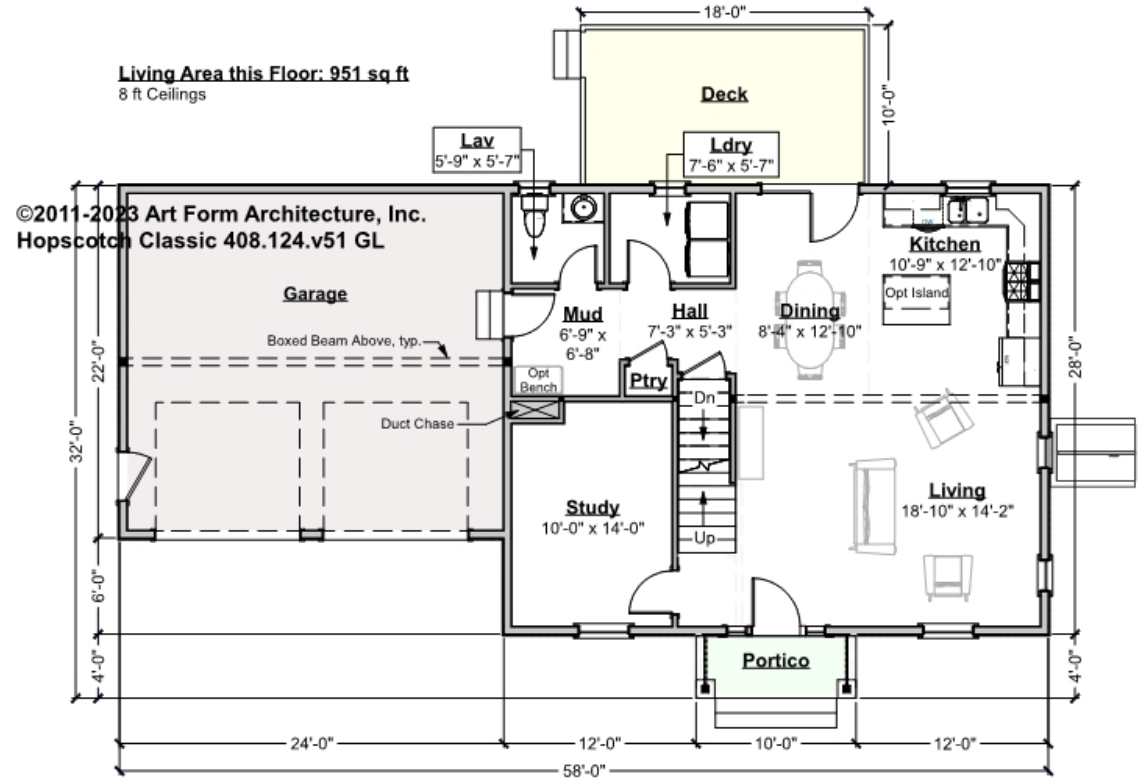 18'-0"
Living Area this Floor: 951 sq ft
8 ft Ceilings
Deck
10'-0"
Lav
5'-9" x 5'-7"
Ldry
7'-6" x 5'-7"
©2011-2023 Art Form Architecture, Inc.
Hopscotch Classic 408.124.v51 GL
DW
Kitchen
10'-9" x 12'-10"
Opt Island
Garage
Mud
6'-9" x
6'-8"
Hall
7'-3" x 5'-3"
Dining
8'-4" x 12'-10"
Boxed Beam Above, typ.
22'-0"
28'-0"
32'-0"
Opt
Bench
Ptry
Dn
Duct Chase
Study
10'-0" x 14'-0"
Living
18'-10" x 14'-2"
Up
6'-0"
4'-0"
Portico
4'-0"
24'-0"
12'-0"
10'-0"
12'-0"
58'-0"